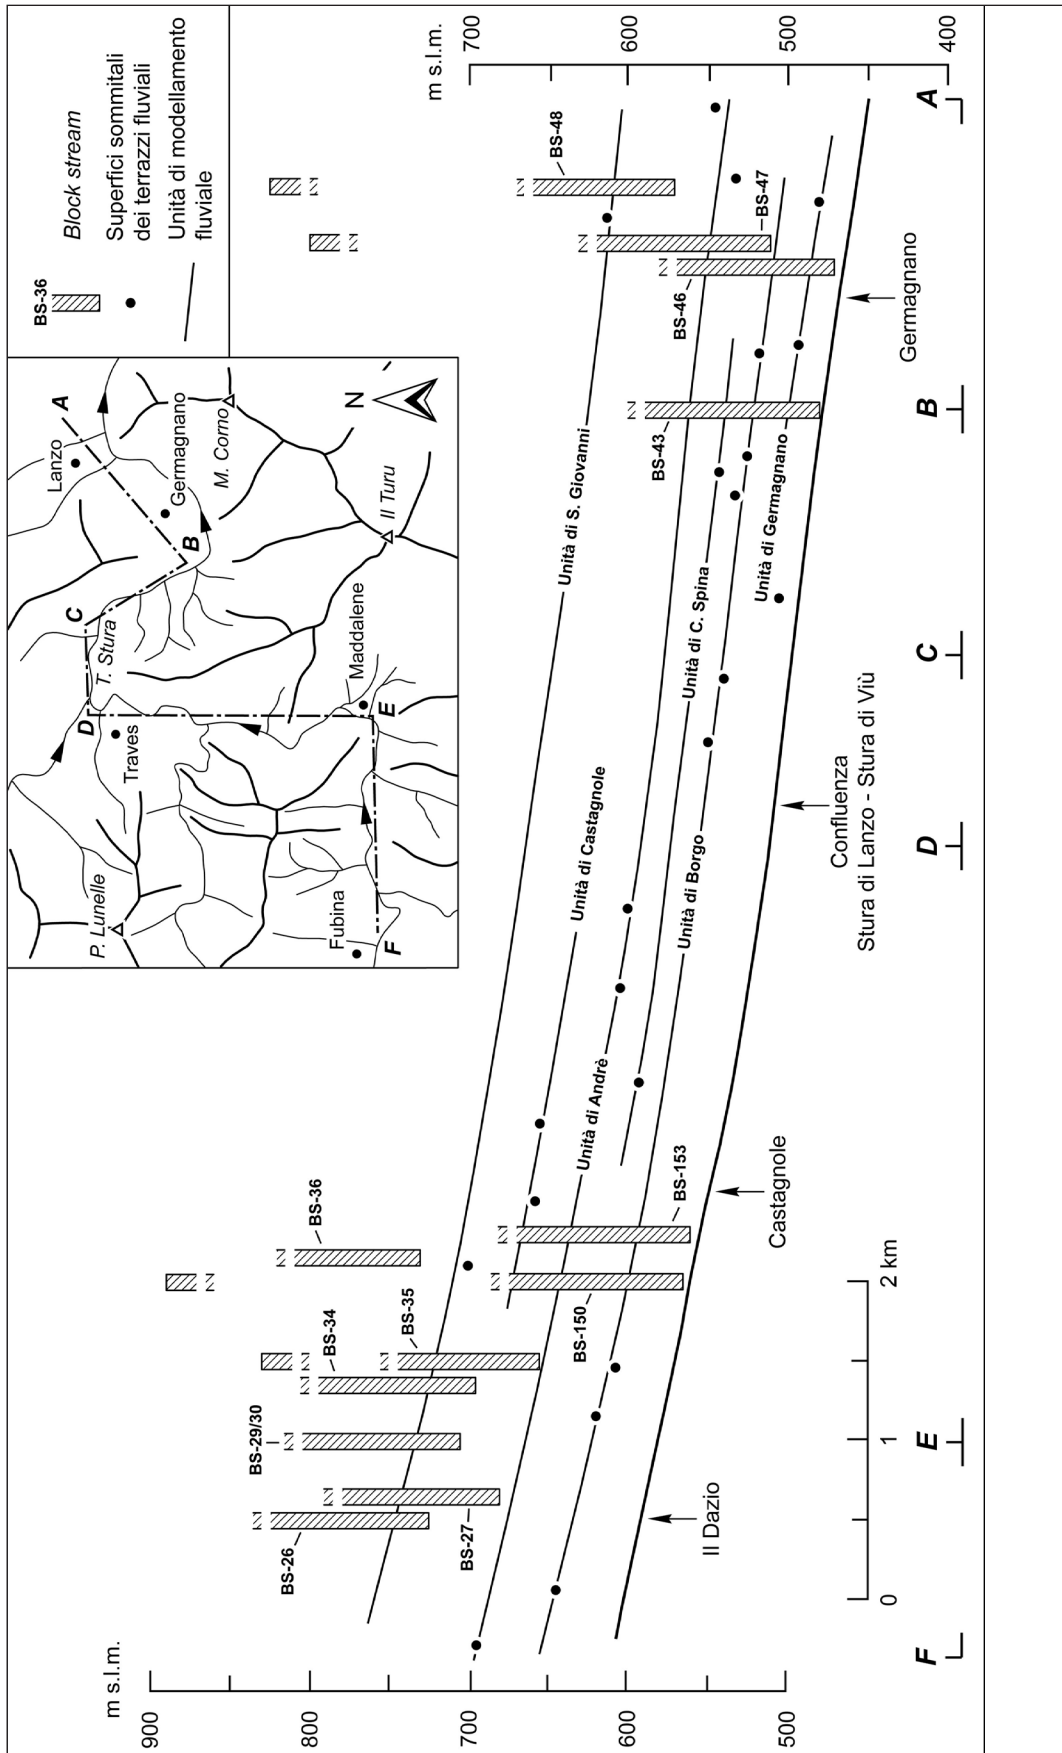 BS-36
Block stream
Superfici sommitali
dei terrazzi fluviali
Unità di modellamento
fluviale
P. Lunelle
Traves
Fubina
D
C
T. Stura
Lanzo
A
Germagnano
B
M. Corno
Il Turu
Maddalene
E
F
N
m s.l.m.
900
800
700
600
500
m s.l.m.
700
600
500
400
BS-26
BS-27
BS-29/30
BS-34
BS-35
BS-36
BS-150
BS-153
BS-43
BS-46
BS-47
BS-48
Unità di S. Giovanni
Unità di Castagnole
Unità di Andrè
Unità di C. Spina
Unità di Borgo
Unità di Germagnano
Il Dazio
Castagnole
Confluenza
Stura di Lanzo - Stura di Viù
Germagnano
0
1
2 km
F
E
D
C
B
A